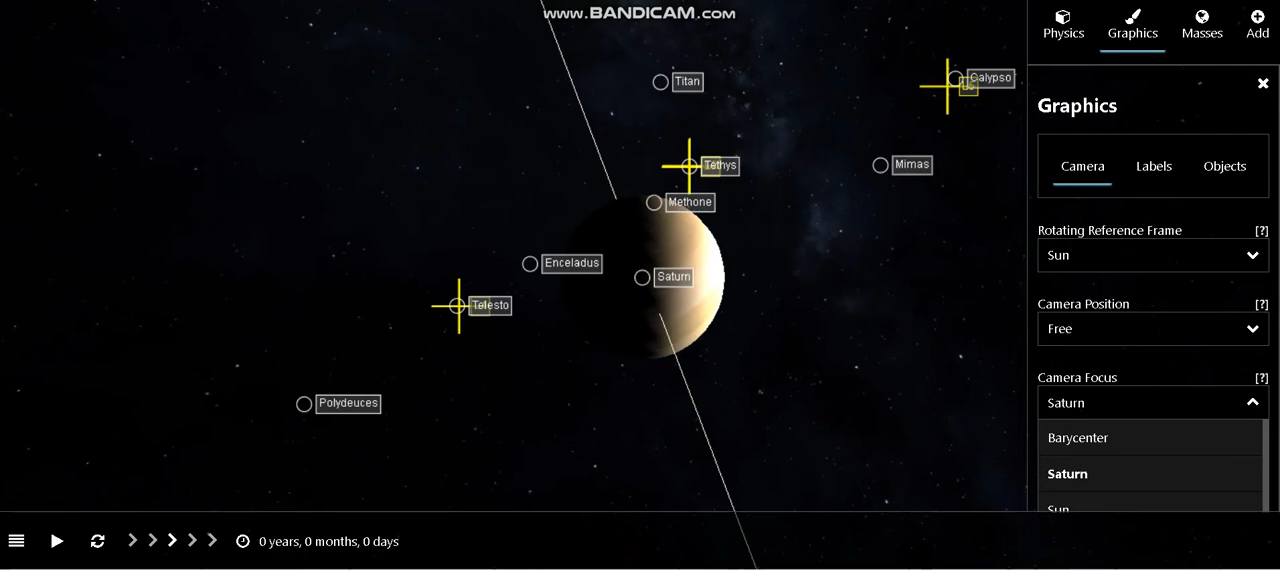 www.BANDICAM.com
Physics
Graphics
Masses
Add
Titan
Calypso
Tethys
Mimas
Methone
Enceladus
Saturn
Telesto
Polydeuces
Graphics
Camera
Labels
Objects
Rotating Reference Frame [?]
Sun
Camera Position [?]
Free
Camera Focus [?]
Saturn
Barycenter
Saturn
Sun
0 years, 0 months, 0 days